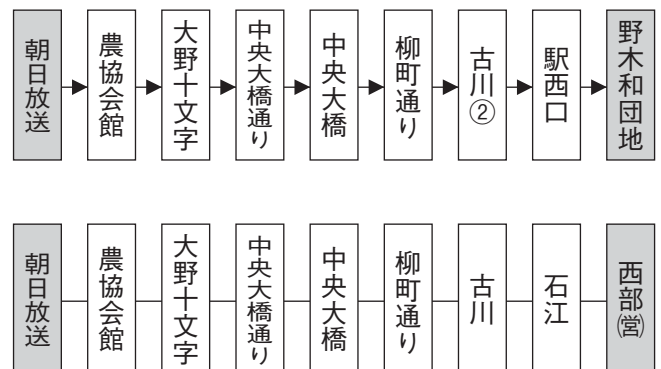 朝日放送
農協会館
大野十文字
中央大橋通り
中央大橋
柳町通り
古川②
駅西口
野木和団地
朝日放送
農協会館
大野十文字
中央大橋通り
中央大橋
柳町通り
古川
石江
西部㈺